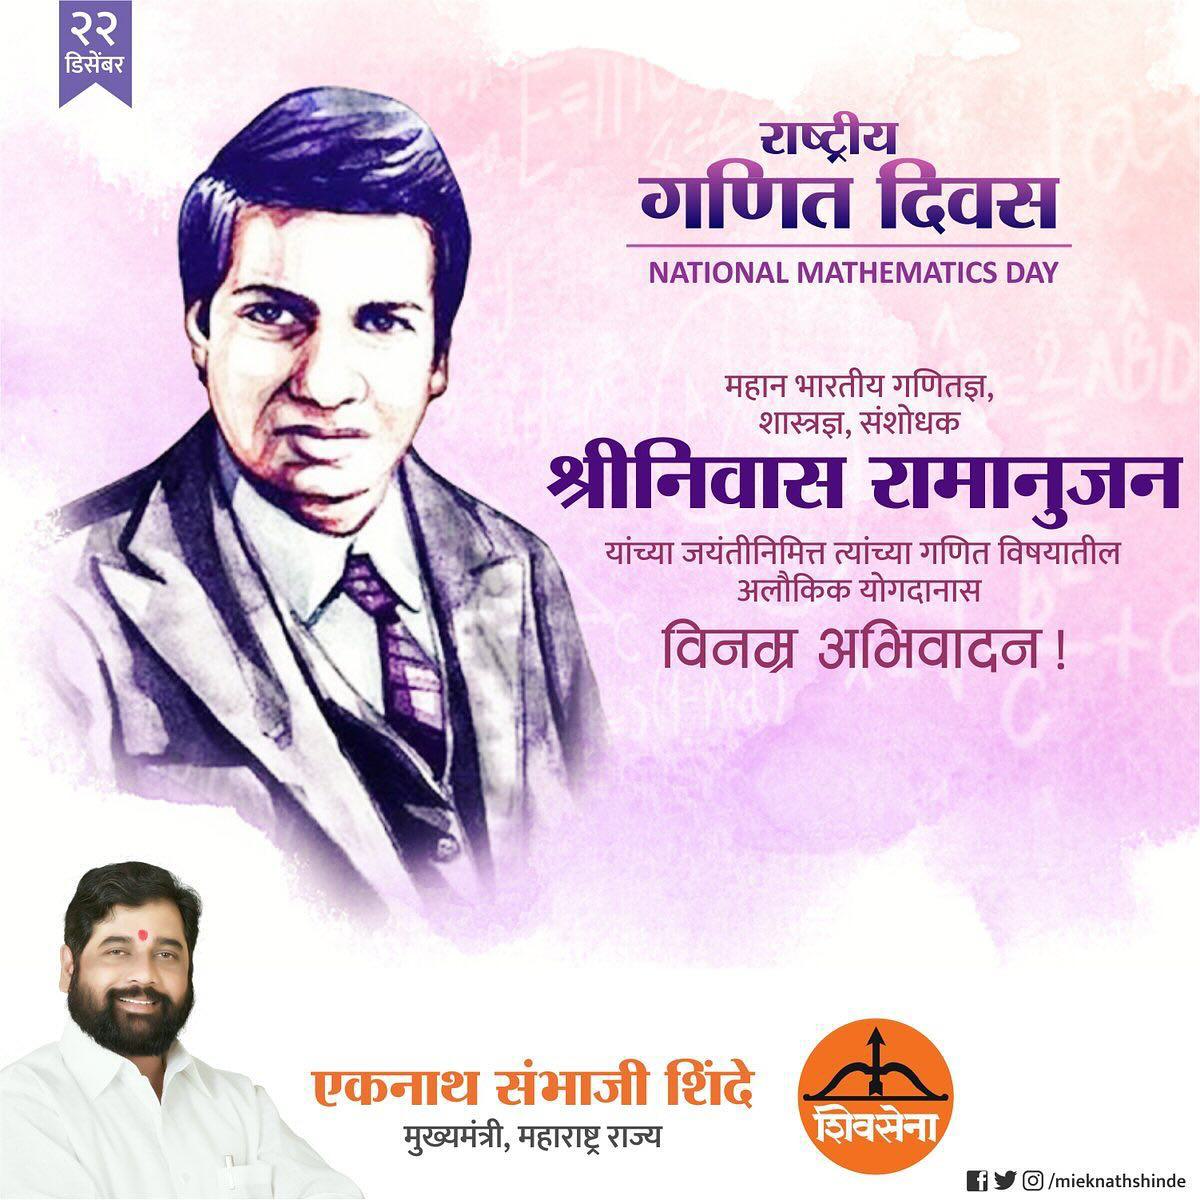 २२
डिसेंबर
राष्ट्रीय
गणित दिवस
NATIONAL MATHEMATICS DAY
महान भारतीय गणितज्ञ,
शास्त्रज्ञ, संशोधक
श्रीनिवास रामानुजन
यांच्या जयंतीनिमित्त त्यांच्या गणित विषयातील
अलौकिक योगदानास
विनम्र अभिवादन !
एकनाथ संभाजी शिंदे
मुख्यमंत्री, महाराष्ट्र राज्य
शिवसेना
/mieknathshinde